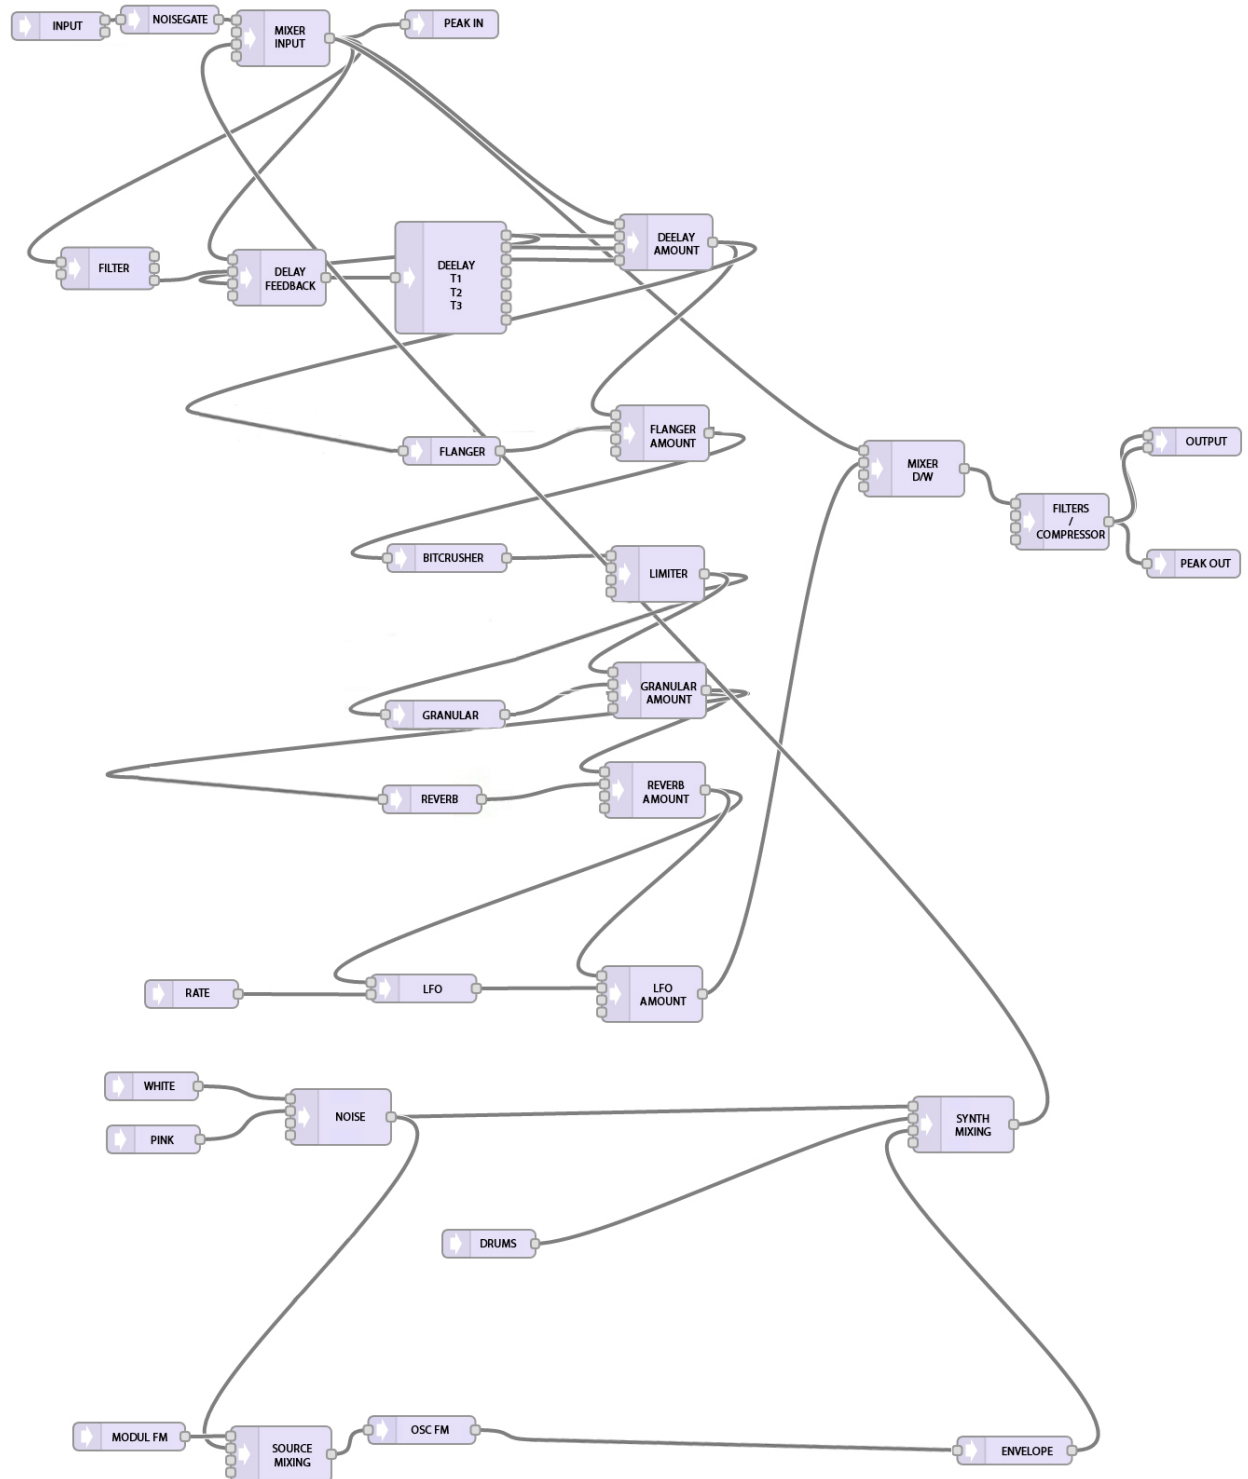 INPUT
NOISEGATE
MIXER
INPUT
PEAK IN
FILTER
DELAY
FEEDBACK
DEELAY
T1
T2
T3
DEELAY
AMOUNT
FLANGER
FLANGER
AMOUNT
MIXER
D/W
OUTPUT
FILTERS
/
COMPRESSOR
PEAK OUT
BITCRUSHER
LIMITER
GRANULAR
GRANULAR
AMOUNT
REVERB
REVERB
AMOUNT
RATE
LFO
LFO
AMOUNT
WHITE
PINK
NOISE
SYNTH
MIXING
DRUMS
MODUL FM
SOURCE
MIXING
OSC FM
ENVELOPE